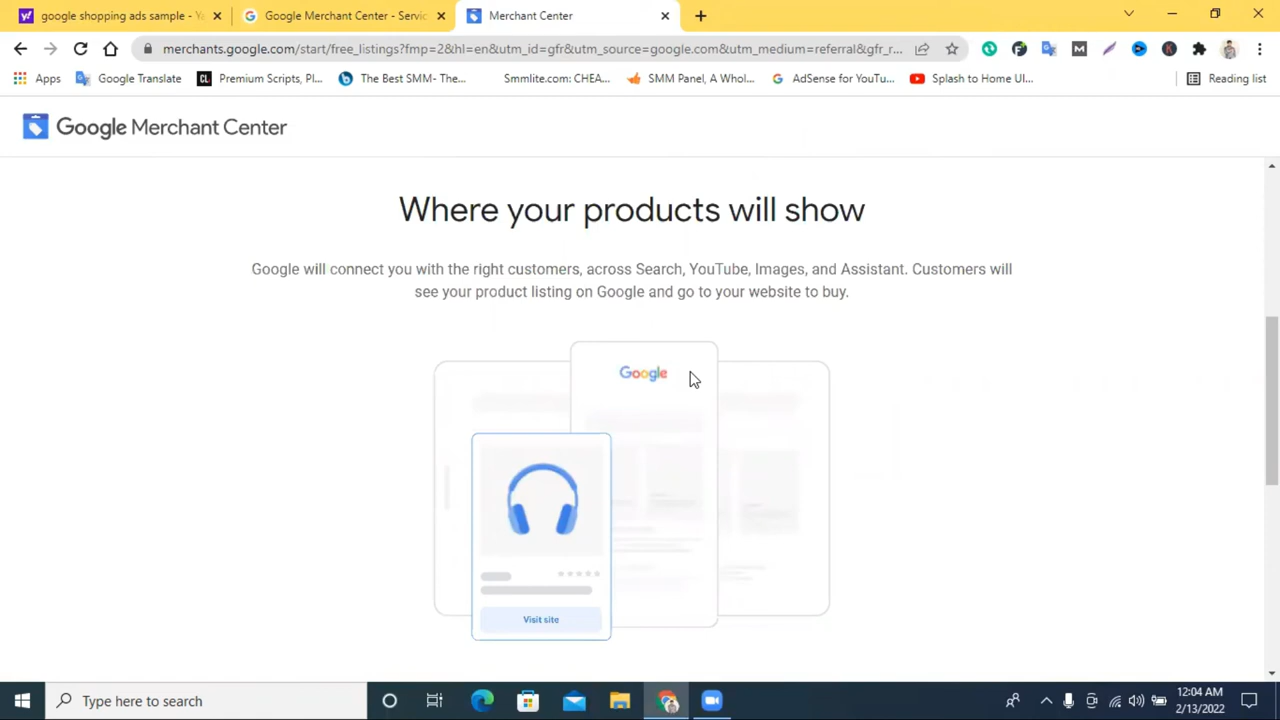 google shopping ads sample - Ya
Google Merchant Center - Servic
Merchant Center
merchants.google.com/start/free_listings?fmp=2&hl=en&utm_id=gfr&utm_source=google.com&utm_medium=referral&gfr_r...
Apps
Google Translate
CL
Premium Scripts, Pl...
The Best SMM- The...
Smmlite.com: CHEA...
SMM Panel, A Whol...
AdSense for YouTu...
Splash to Home UI...
Reading list
Google Merchant Center
Where your products will show
Google will connect you with the right customers, across Search, YouTube, Images, and Assistant. Customers will
see your product listing on Google and go to your website to buy.
Google
Visit site
Type here to search
12:04 AM
2/13/2022